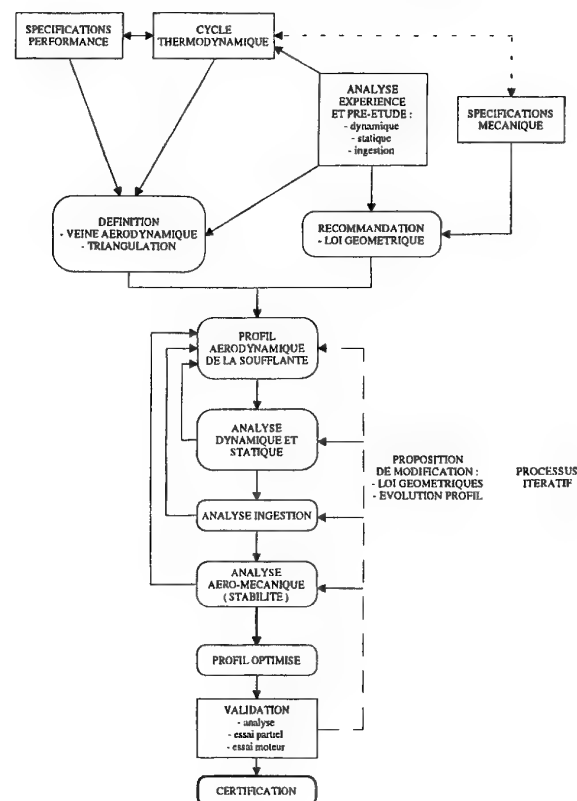 SPECIFICATIONS
PERFORMANCE
CYCLE
THERMODYNAMIQUE
ANALYSE
EXPERIENCE
ET PRE-ETUDE :
- dynamique
- statique
- ingestion
SPECIFICATIONS
MECANIQUE
DEFINITION
- VEINE AERODYNAMIQUE
- TRIANGULATION
RECOMMANDATION
- LOI GEOMETRIQUE
PROFIL
AERODYNAMIQUE
DE LA SOUFFLANTE
ANALYSE
DYNAMIQUE ET
STATIQUE
PROPOSITION
DE MODIFICATION :
- LOI GEOMETRIQUES
- EVOLUTION PROFIL
PROCESSUS
ITERATIF
ANALYSE INGESTION
ANALYSE
AERO-MECANIQUE
( STABILITE )
PROFIL OPTIMISE
VALIDATION
- analyse
- essai partiel
- essai moteur
CERTIFICATION